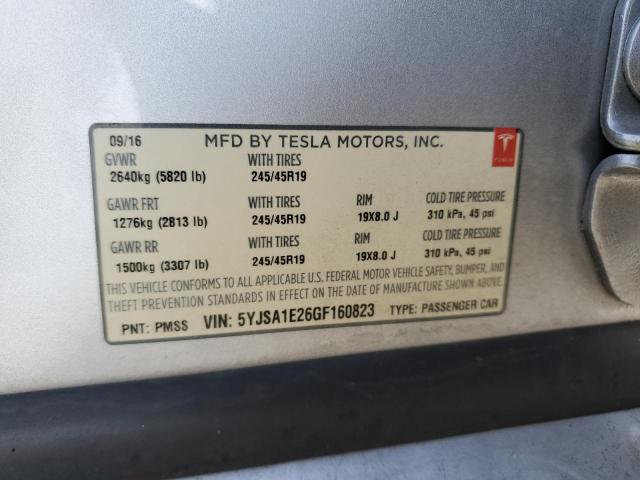 09/16 MFD BY TESLA MOTORS, INC.
GVWR WITH TIRES
2640kg (5820 lb) 245/45R19
TESLA
GAWR FRT WITH TIRES RIM COLD TIRE PRESSURE
1276kg (2813 lb) 245/45R19 19X8.0 J 310 kPa, 45 psi
GAWR RR WITH TIRES RIM COLD TIRE PRESSURE
1500kg (3307 lb) 245/45R19 19X8.0 J 310 kPa, 45 psi
THIS VEHICLE CONFORMS TO ALL APPLICABLE U.S. FEDERAL MOTOR VEHICLE SAFETY, BUMPER, AND
THEFT PREVENTION STANDARDS IN EFFECT ON THE DATE OF MANUFACTURE SHOWN ABOVE.
PNT: PMSS VIN: 5YJSA1E26GF160823 TYPE: PASSENGER CAR